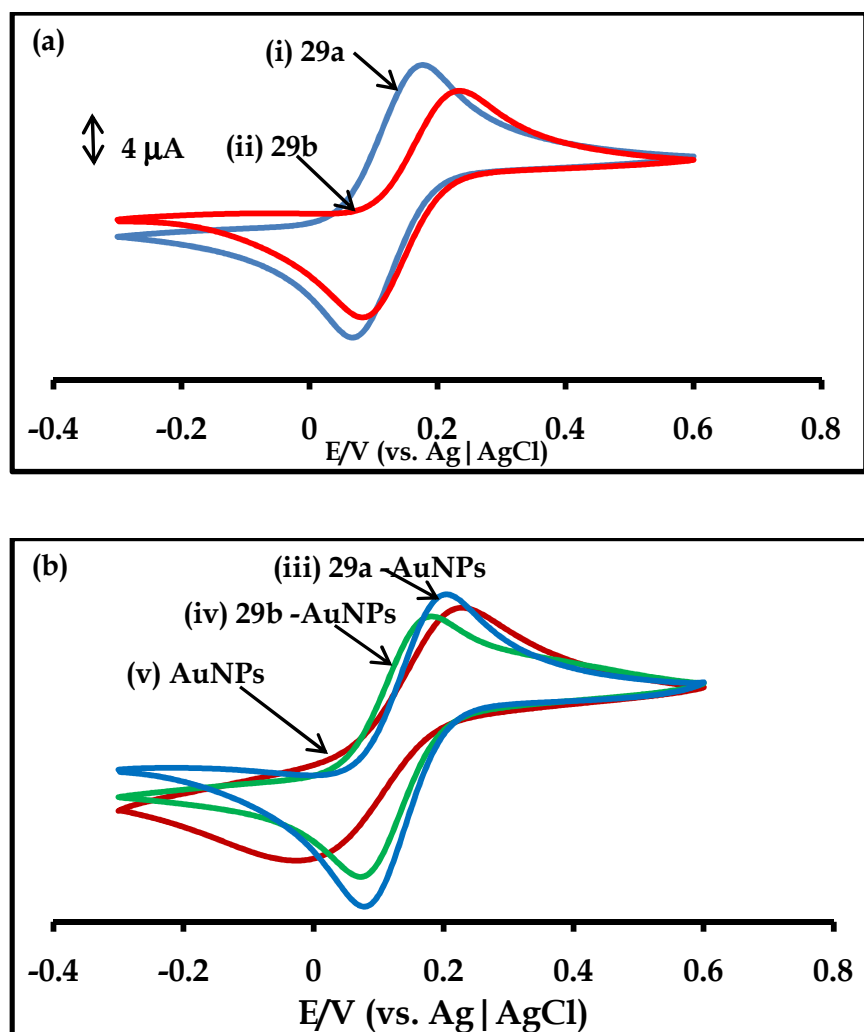 (a)
(i) 29a
4 μA
(ii) 29b
-0.4 -0.2 0 0.2 0.4 0.6 0.8
E/V (vs. Ag|AgCl)
(b)
(iii) 29a -AuNPs
(iv) 29b -AuNPs
(v) AuNPs
-0.4 -0.2 0 0.2 0.4 0.6 0.8
E/V (vs. Ag|AgCl)